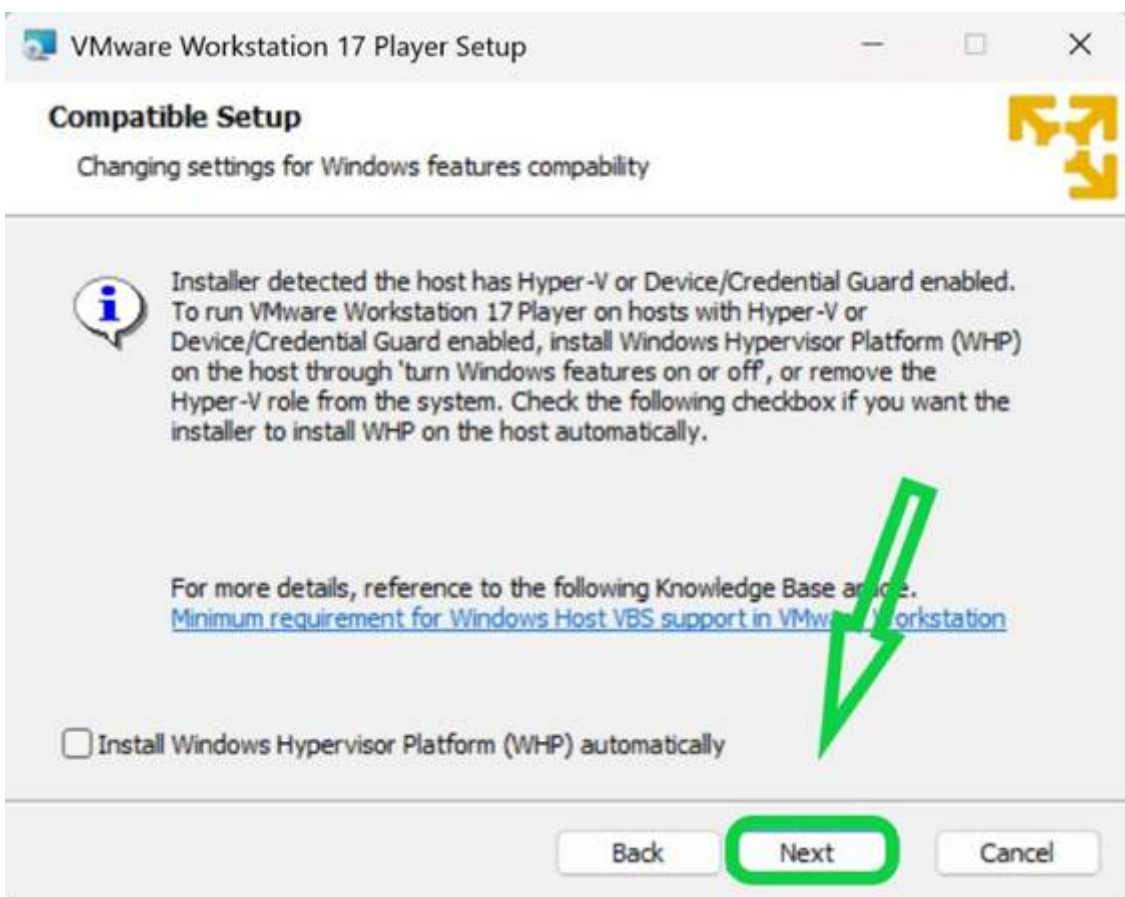 VMware Workstation 17 Player Setup
Compatible Setup
Changing settings for Windows features compability
Installer detected the host has Hyper-V or Device/Credential Guard enabled.
To run VMware Workstation 17 Player on hosts with Hyper-V or
Device/Credential Guard enabled, install Windows Hypervisor Platform (WHP)
on the host through 'turn Windows features on or off', or remove the
Hyper-V role from the system. Check the following checkbox if you want the
installer to install WHP on the host automatically.
For more details, reference to the following Knowledge Base article.
Minimum requirement for Windows Host VBS support in VMware Workstation
Install Windows Hypervisor Platform (WHP) automatically
Back
Next
Cancel